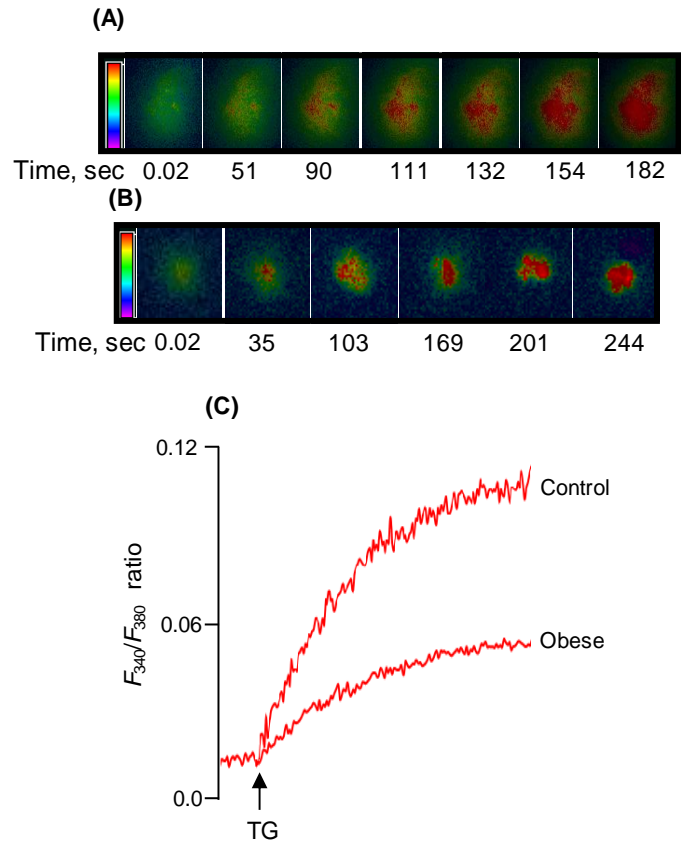 (A)
Time, sec 0.02 51 90 111 132 154 182
(B)
Time, sec 0.02 35 103 169 201 244
(C)
0.12
Control
F340/F380 ratio
0.06
Obese
0.0
TG